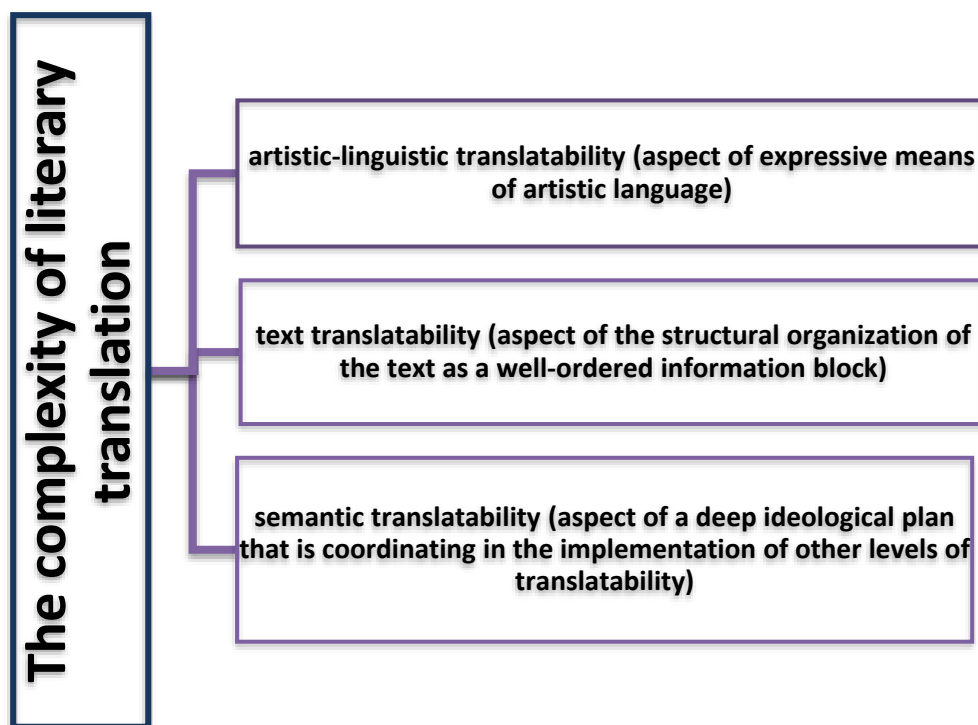 The complexity of literary
translation
artistic-linguistic translatability (aspect of expressive means
of artistic language)
text translatability (aspect of the structural organization of
the text as a well-ordered information block)
semantic translatability (aspect of a deep ideological plan
that is coordinating in the implementation of other levels of
translatability)